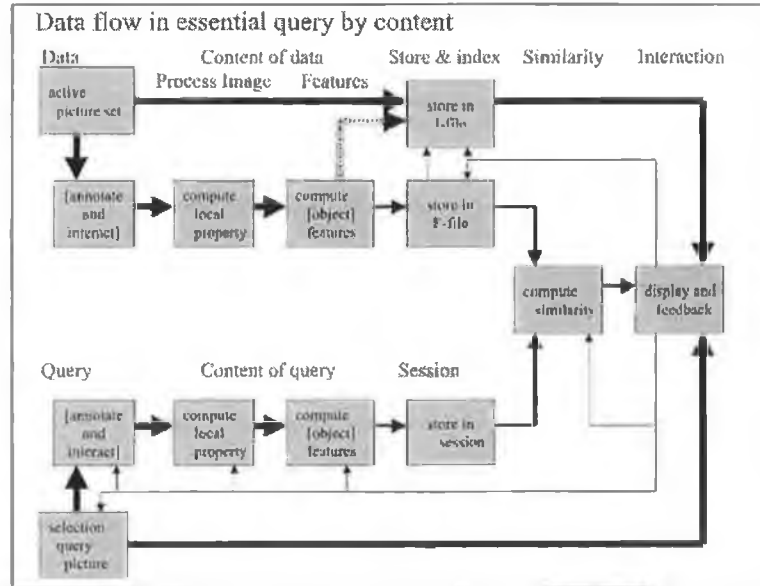 Data flow in essential query by content
Data Content of data Store & index Similarity Interaction
Process Image Features
active
picture set
store in
I-file
[annotate
and
interact]
compute
local
property
compute
[object]
features
store in
F-file
compute
similarity
display and
feedback
Query Content of query Session
[annotate
and
interact]
compute
local
property
compute
[object]
features
store in
session
selection
query
picture